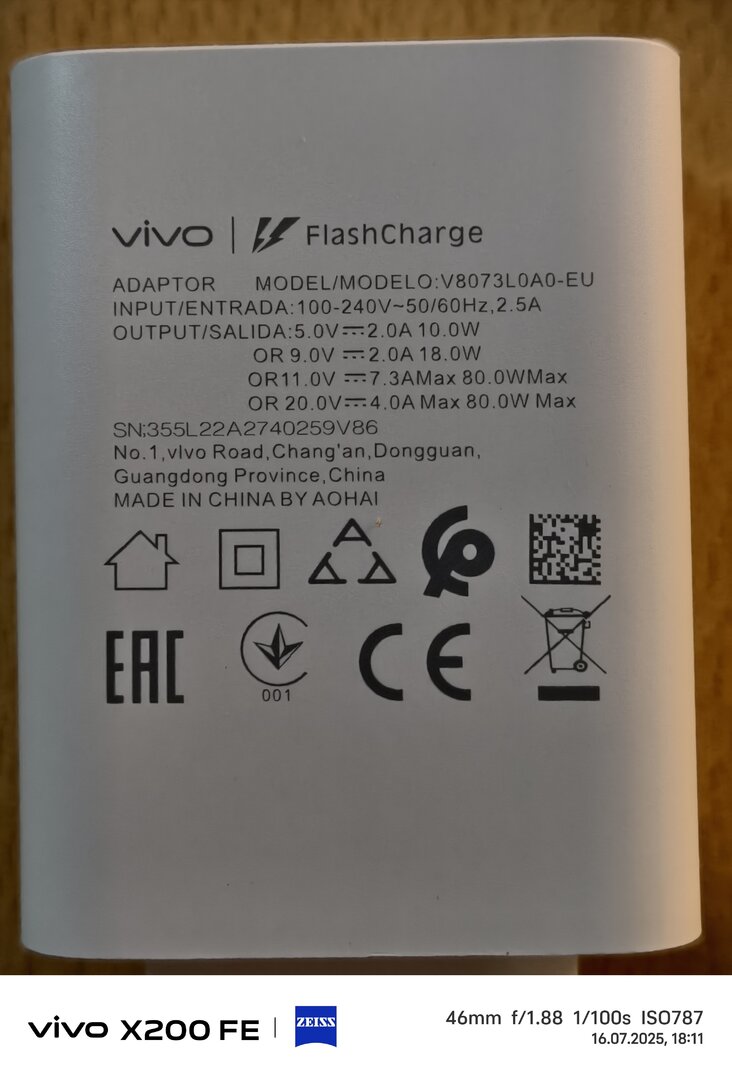 vivo | FlashCharge
ADAPTOR MODEL/MODELO:V8073L0A0-EU
INPUT/ENTRADA:100-240V~50/60Hz,2.5A
OUTPUT/SALIDA:5.0V⎓2.0A 10.0W
OR 9.0V ⎓2.0A 18.0W
OR11.0V ⎓7.3AMax 80.0WMax
OR 20.0V⎓4.0A Max 80.0W Max
SN:355L22A2740259V86
No.1,vivo Road,Chang'an,Dongguan,
Guangdong Province,China
MADE IN CHINA BY AOHAI
EAC
001
CE
vivo X200 FE | ZEISS
46mm f/1.88 1/100s ISO787
16.07.2025, 18:11